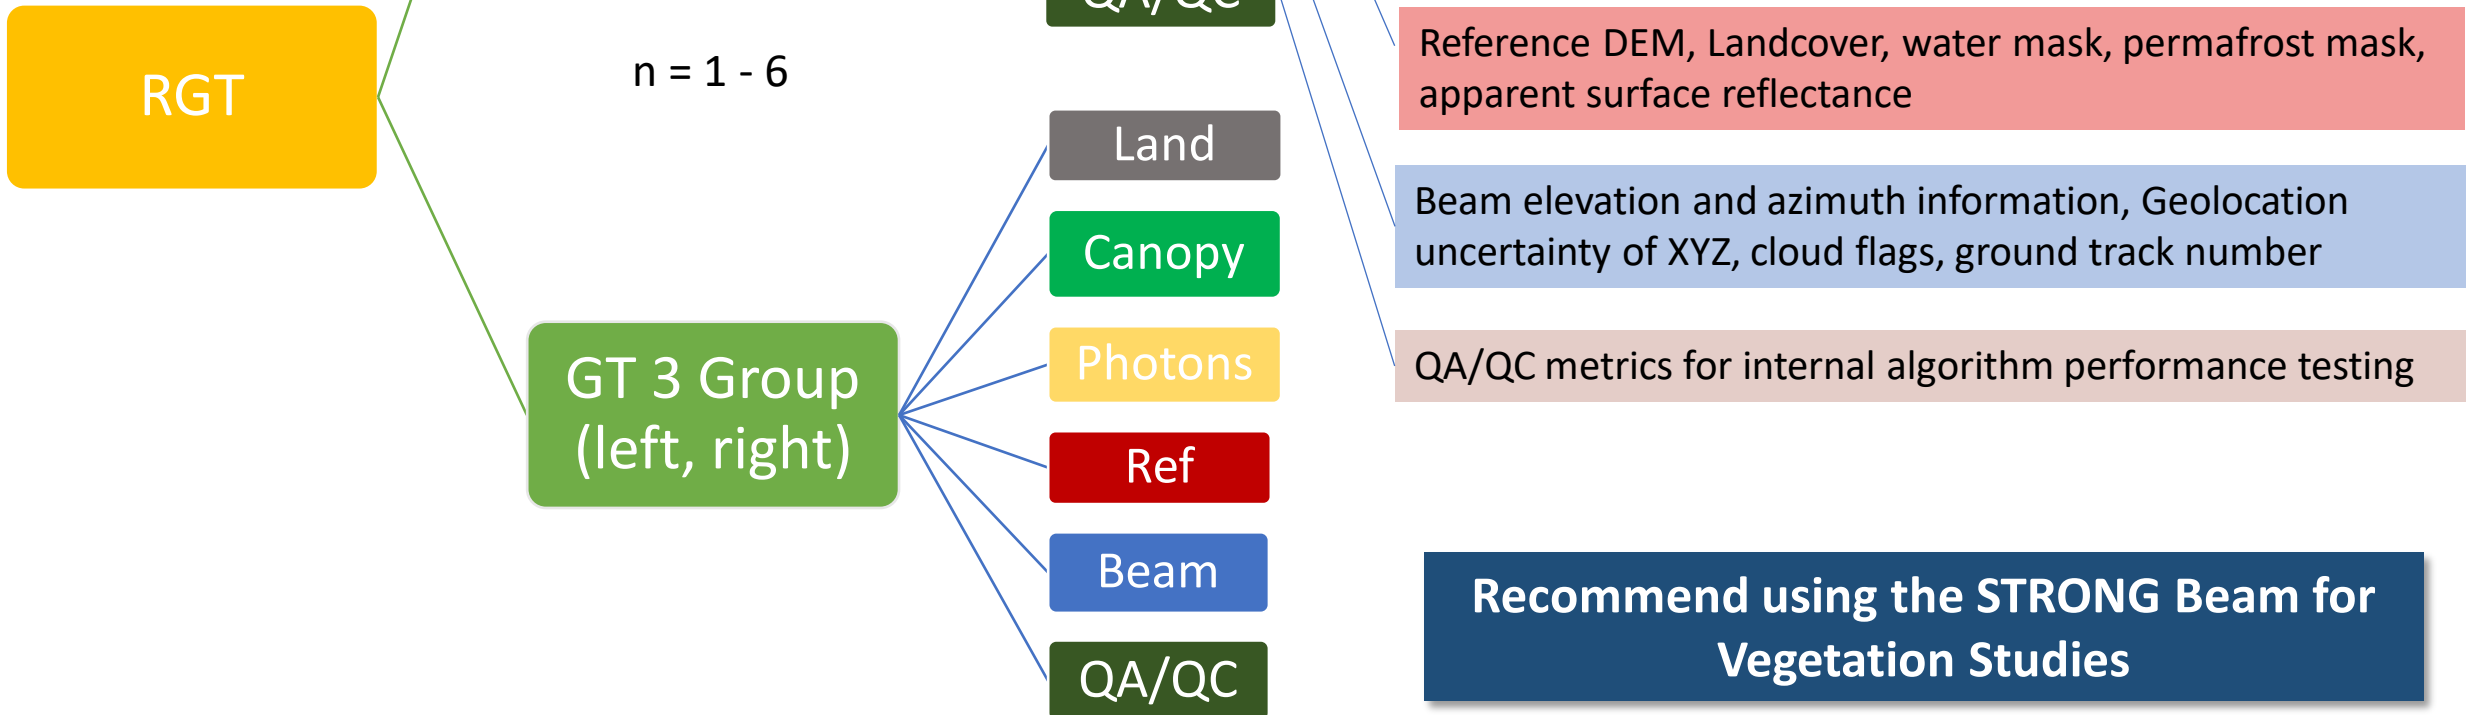 QA/QC
RGT
n = 1 - 6
Reference DEM, Landcover, water mask, permafrost mask,
apparent surface reflectance
Land
Beam elevation and azimuth information, Geolocation
uncertainty of XYZ, cloud flags, ground track number
Canopy
Photons
QA/QC metrics for internal algorithm performance testing
GT 3 Group
(left, right)
Ref
Beam
Recommend using the STRONG Beam for
Vegetation Studies
QA/QC